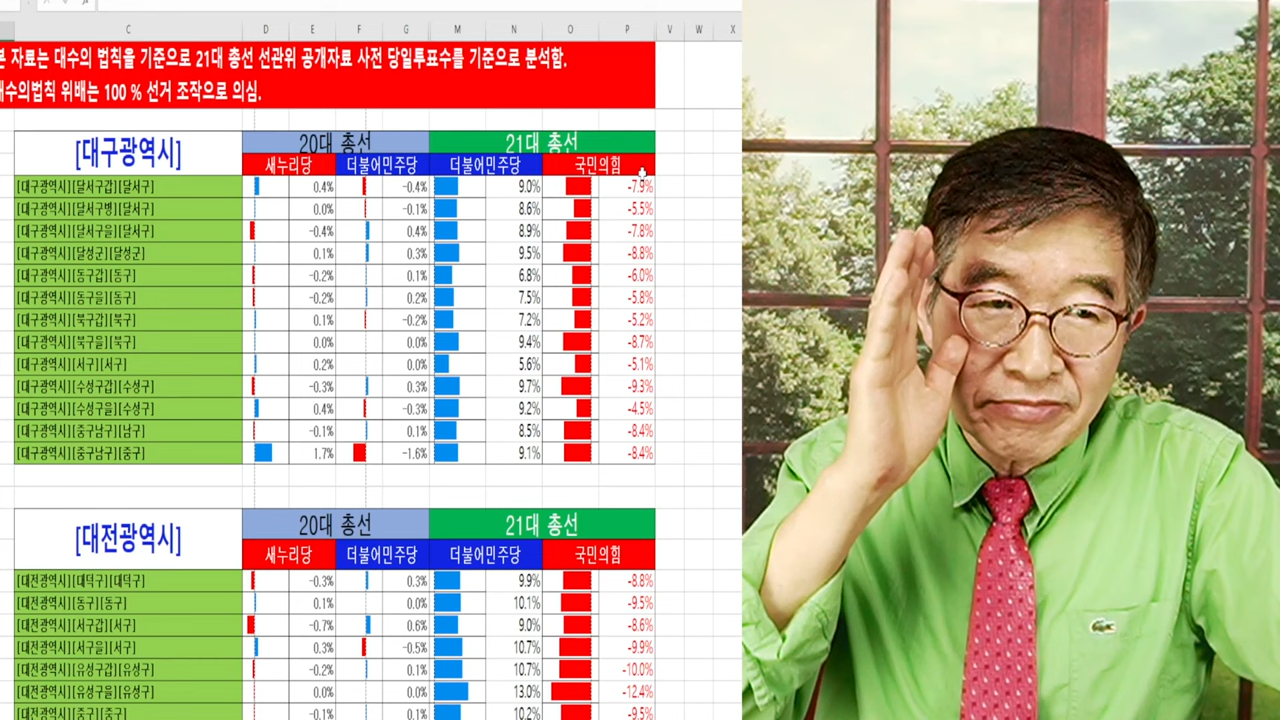 C D E F G M N O P V W X
본 자료는 대수의 법칙을 기준으로 21대 총선 선관위 공개자료 사전 당일투표수를 기준으로 분석함.
대수의법칙 위배는 100 % 선거 조작으로 의심.
[대구광역시] 20대 총선 21대 총선
새누리당 더불어민주당 더불어민주당 국민의힘
[대구광역시][달서구갑][달서구] 0.4% -0.4% 9.0% -7.9%
[대구광역시][달서구병][달서구] 0.0% -0.1% 8.6% -5.5%
[대구광역시][달서구을][달서구] -0.4% 0.4% 8.9% -7.8%
[대구광역시][달성군][달성군] 0.1% 0.3% 9.5% -8.8%
[대구광역시][동구갑][동구] -0.2% 0.1% 6.8% -6.0%
[대구광역시][동구을][동구] -0.2% 0.2% 7.5% -5.8%
[대구광역시][북구갑][북구] 0.1% -0.2% 7.2% -5.2%
[대구광역시][북구을][북구] 0.0% 0.0% 9.4% -8.7%
[대구광역시][서구][서구] 0.2% 0.0% 5.6% -5.1%
[대구광역시][수성구갑][수성구] -0.3% 0.3% 9.7% -9.3%
[대구광역시][수성구을][수성구] 0.4% -0.3% 9.2% -4.5%
[대구광역시][중구남구][남구] -0.1% 0.1% 8.5% -8.4%
[대구광역시][중구남구][중구] 1.7% -1.6% 9.1% -8.4%
[대전광역시] 20대 총선 21대 총선
새누리당 더불어민주당 더불어민주당 국민의힘
[대전광역시][대덕구][대덕구] -0.3% 0.3% 9.9% -8.8%
[대전광역시][동구][동구] 0.1% 0.0% 10.1% -9.5%
[대전광역시][서구갑][서구] -0.7% 0.6% 9.0% -8.6%
[대전광역시][서구을][서구] 0.3% -0.5% 10.7% -9.9%
[대전광역시][유성구갑][유성구] -0.2% 0.1% 10.7% -10.0%
[대전광역시][유성구을][유성구] 0.0% 0.0% 13.0% -12.4%
[대전광역시][중구][중구] -0.1% 0.1% 10.2% -9.5%